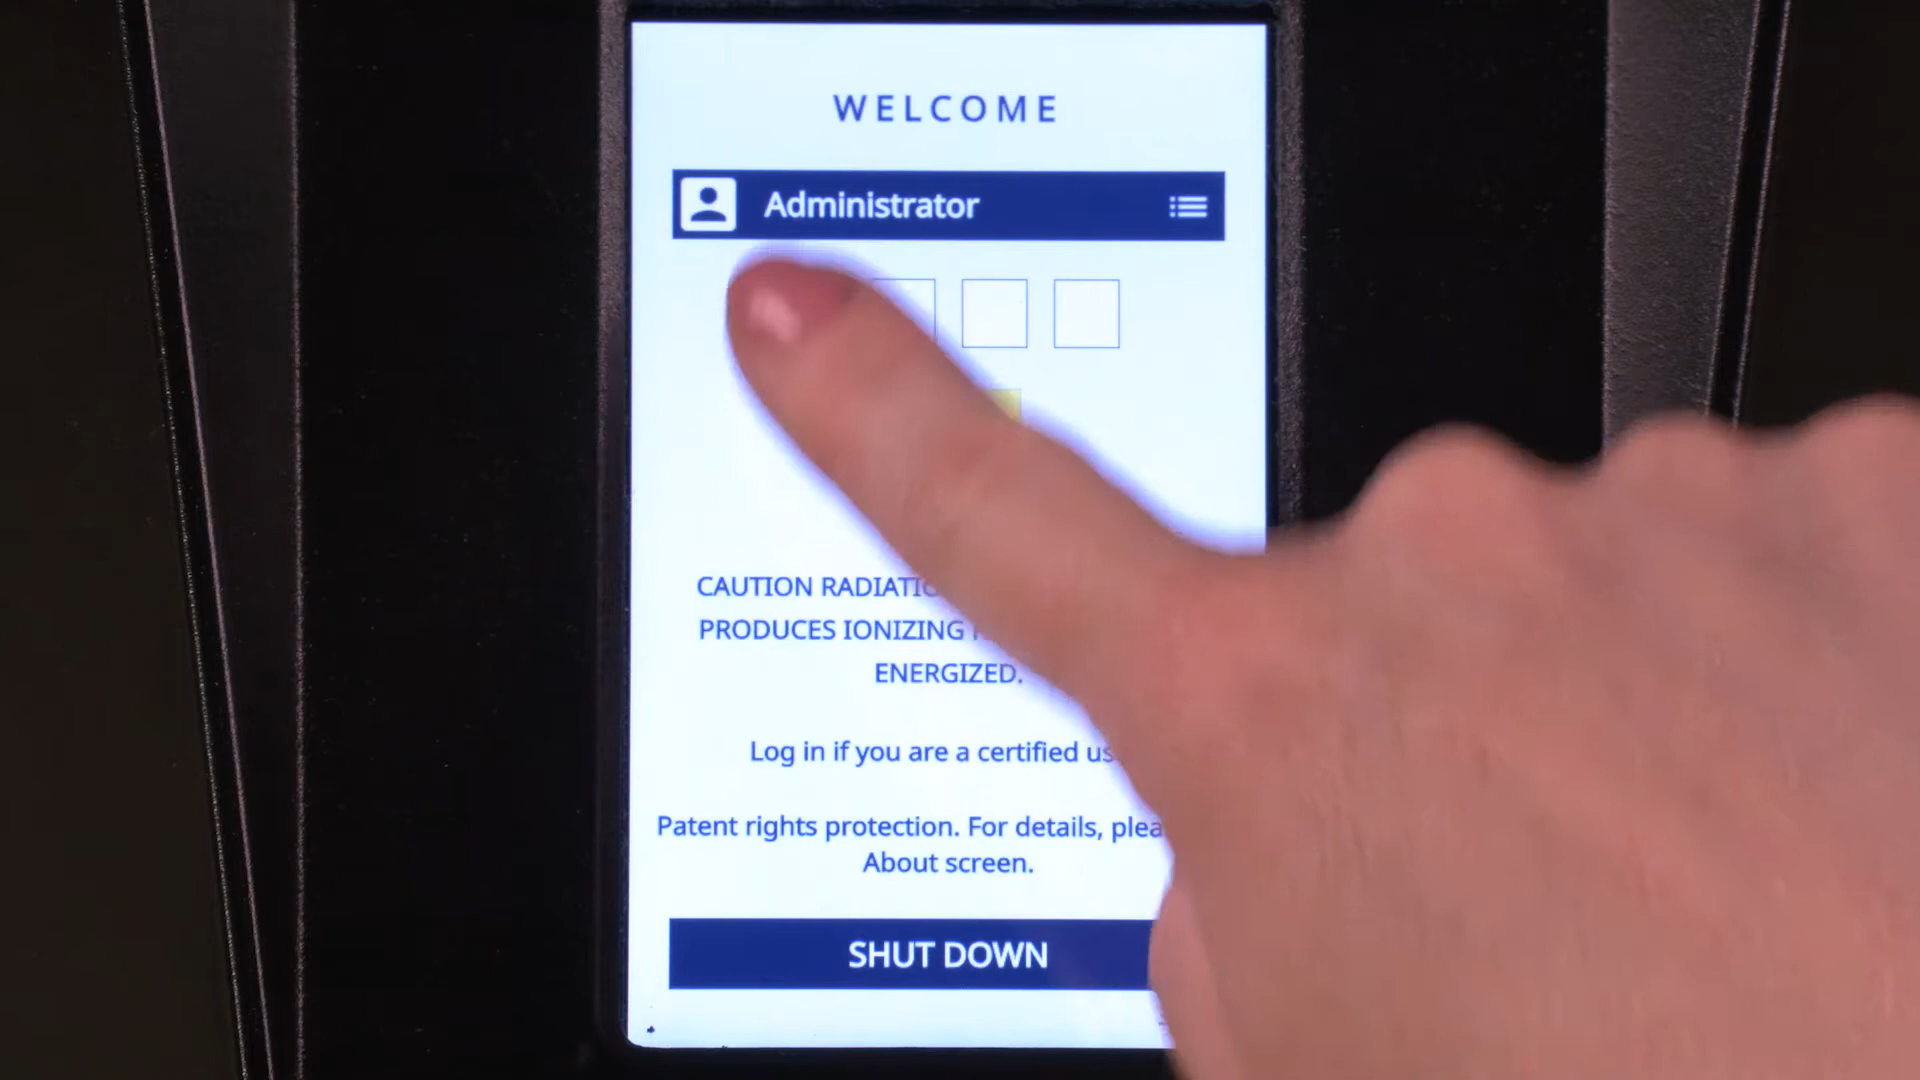 WELCOME
Administrator
CAUTION RADIATIO
PRODUCES IONIZING
ENERGIZED.
Log in if you are a certified us
Patent rights protection. For details, plea
About screen.
SHUT DOWN